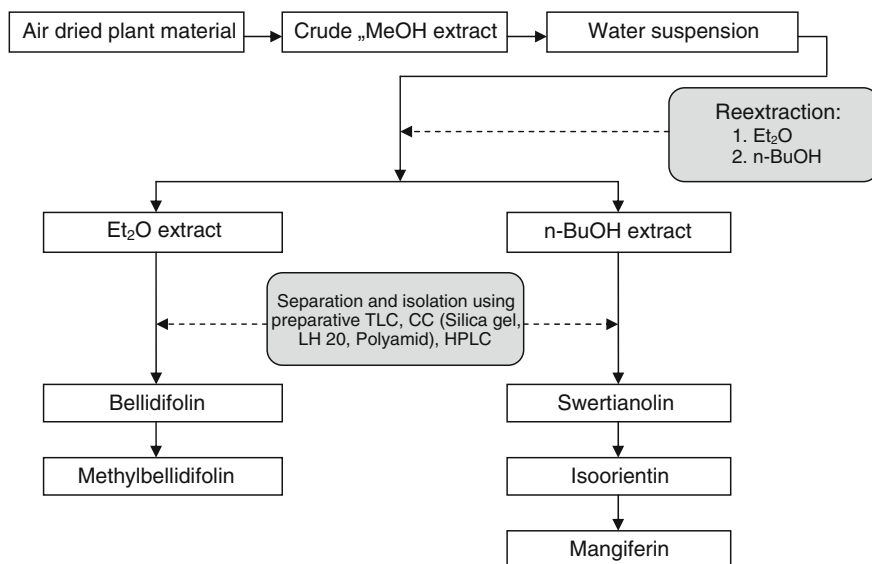 Air dried plant material
Crude „MeOH extract
Water suspension
Reextraction:
1. Et₂O
2. n-BuOH
Et₂O extract
n-BuOH extract
Separation and isolation using
preparative TLC, CC (Silica gel,
LH 20, Polyamid), HPLC
Bellidifolin
Swertianolin
Methylbellidifolin
Isoorientin
Mangiferin